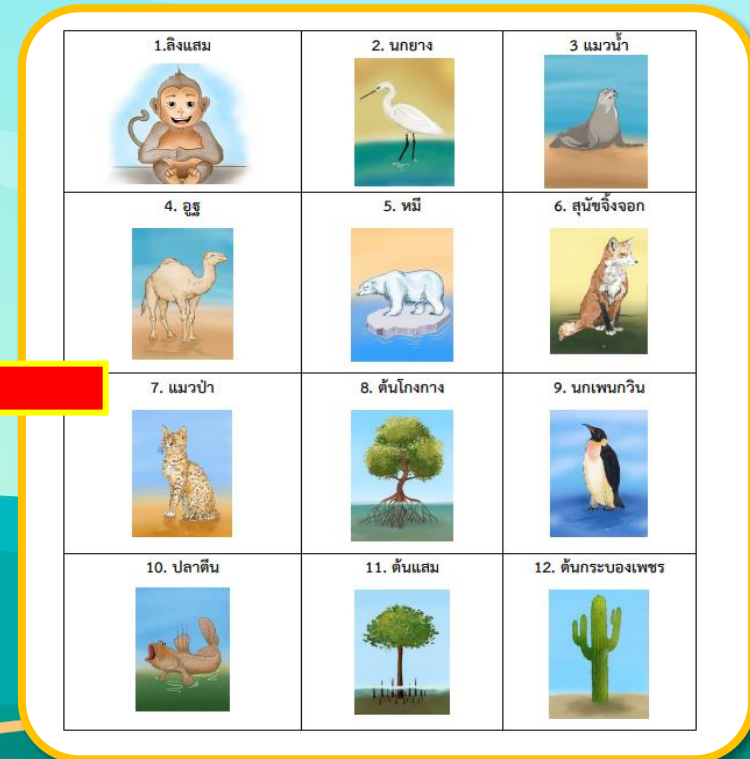 1.ลิงแสม
2. นกยาง
3 แมวน้ำ
4. อูฐ
5. หมี
6. สุนัขจิ้งจอก
7. แมวป่า
8. ต้นโกงกาง
9. นกเพนกวิน
10. ปลาตีน
11. ต้นแสม
12. ต้นกระบองเพชร